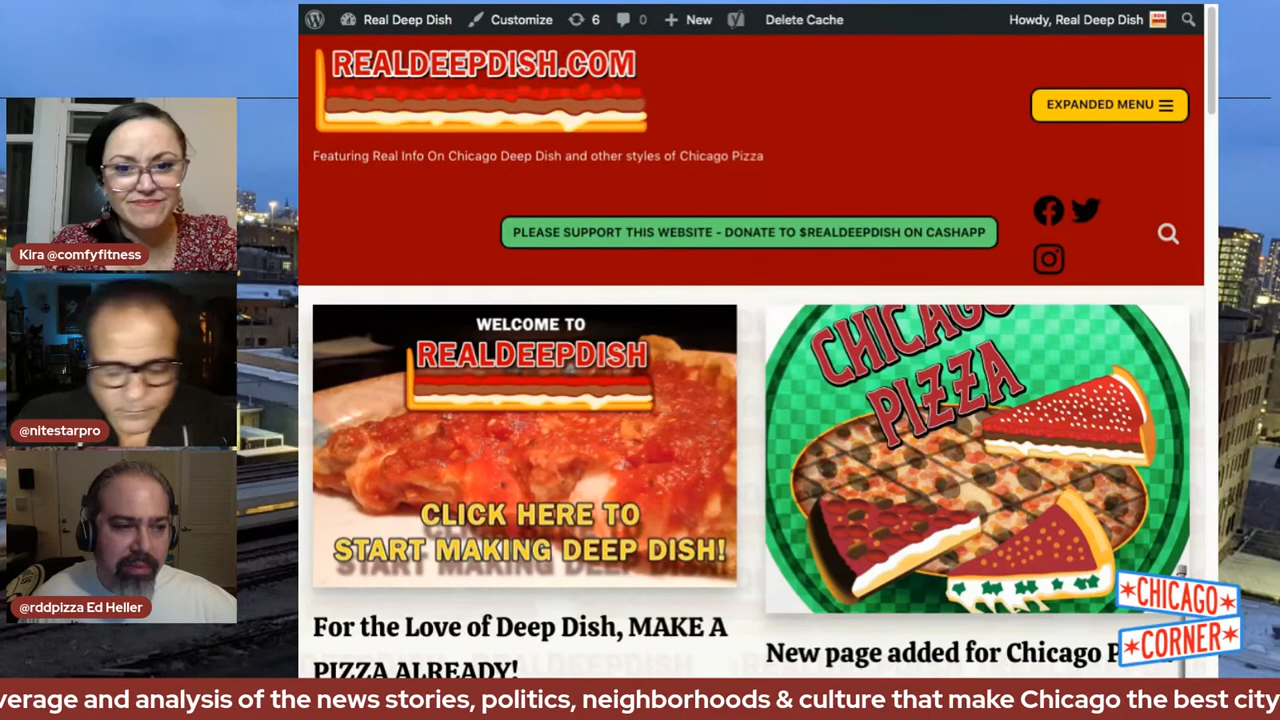 Real Deep Dish
Customize
6
0
New
Delete Cache
Howdy, Real Deep Dish
REALDEEPDISH.COM
EXPANDED MENU
Featuring Real Info On Chicago Deep Dish and other styles of Chicago Pizza
PLEASE SUPPORT THIS WEBSITE - DONATE TO $REALDEEPDISH ON CASHAPP
Kira @comfyfitness
@nitestarpro
@rddpizza Ed Heller
WELCOME TO
REALDEEPDISH
CLICK HERE TO
START MAKING DEEP DISH!
CHICAGO
PIZZA
For the Love of Deep Dish, MAKE A
PIZZA ALREADY!
New page added for Chicago
CHICAGO
CORNER
verage and analysis of the news stories, politics, neighborhoods & culture that make Chicago the best city